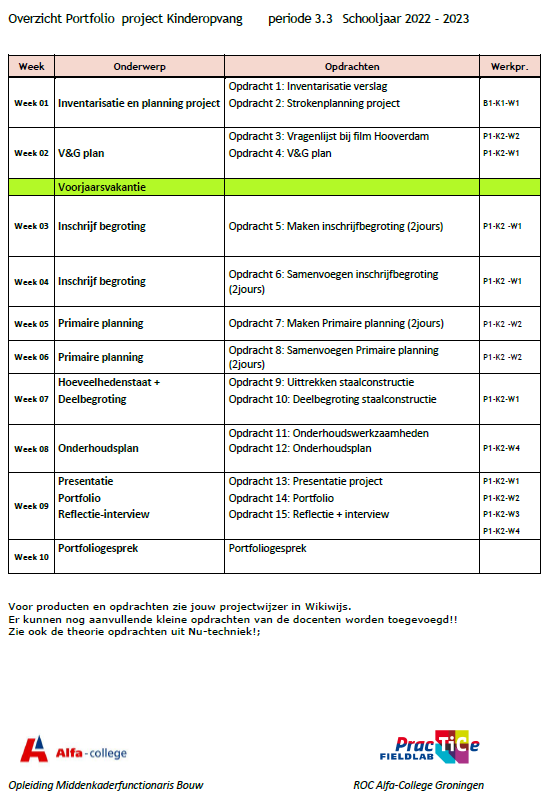 Overzicht Portfolio project Kinderopvang periode 3.3 Schooljaar 2022 - 2023
Week Onderwerp Opdrachten Werkpr.
Opdracht 1: Inventarisatie verslag
Week 01 Inventarisatie en planning project Opdracht 2: Strokenplanning project B1-K1-W1
Opdracht 3: Vragenlijst bij film Hooverdam P1-K2-W2
Week 02 V&G plan Opdracht 4: V&G plan P1-K2-W1
Voorjaarsvakantie
Week 03 Inschrijf begroting Opdracht 5: Maken inschrijfbegroting (2jours) P1-K2 -W1
Week 04 Inschrijf begroting Opdracht 6: Samenvoegen inschrijfbegroting P1-K2 -W1
(2jours)
Week 05 Primaire planning Opdracht 7: Maken Primaire planning (2jours) P1-K2 -W2
Week 06 Primaire planning Opdracht 8: Samenvoegen Primaire planning P1-K2 -W2
(2jours)
Hoeveelhedenstaat + Opdracht 9: Uittrekken staalconstructie
Week 07 Deelbegroting Opdracht 10: Deelbegroting staalconstructie P1-K2-W1
Opdracht 11: Onderhoudswerkzaamheden
Week 08 Onderhoudsplan Opdracht 12: Onderhoudsplan P1-K2-W4
Presentatie Opdracht 13: Presentatie project P1-K2-W1
Portfolio Opdracht 14: Portfolio P1-K2-W2
Week 09 Reflectie-interview Opdracht 15: Reflectie + interview P1-K2-W3
P1-K2-W4
Week 10 Portfoliogesprek Portfoliogesprek
Voor producten en opdrachten zie jouw projectwijzer in Wikiwijs.
Er kunnen nog aanvullende kleine opdrachten van de docenten worden toegevoegd!!
Zie ook de theorie opdrachten uit Nu-techniek!;
Alfa-college
PracTiCe
FIELDLAB
Opleiding Middenkaderfunctionaris Bouw ROC Alfa-College Groningen